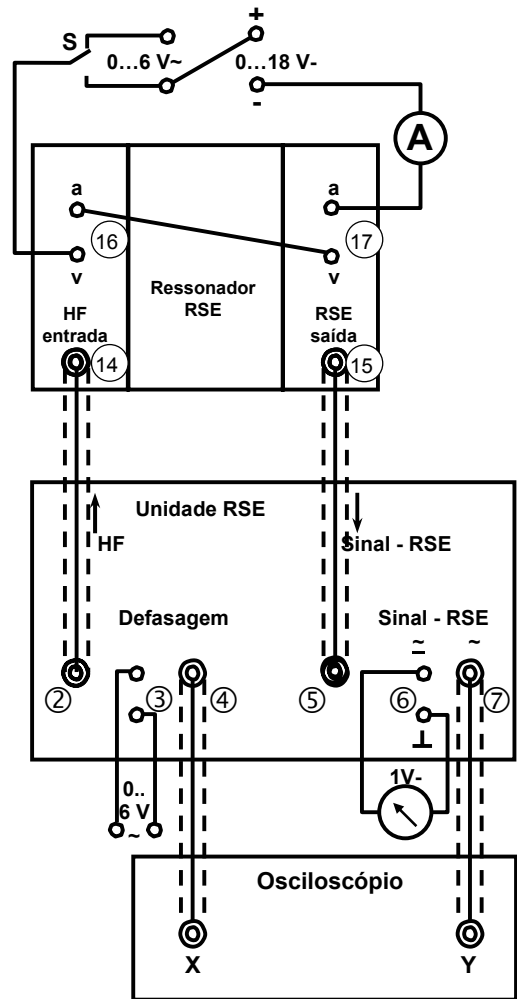 +
S
0...6 V~ 0...18 V-
-
A
a a
16 17
v v
Ressonador
RSE
HF
entrada
RSE
saída
14 15
Unidade RSE
HF Sinal - RSE
Defasagem Sinal - RSE
≂ ~
② ③ ④ ⑤ ⑥ ⑦
⊥
0..
6 V
~
1V-
Osciloscópio
X Y